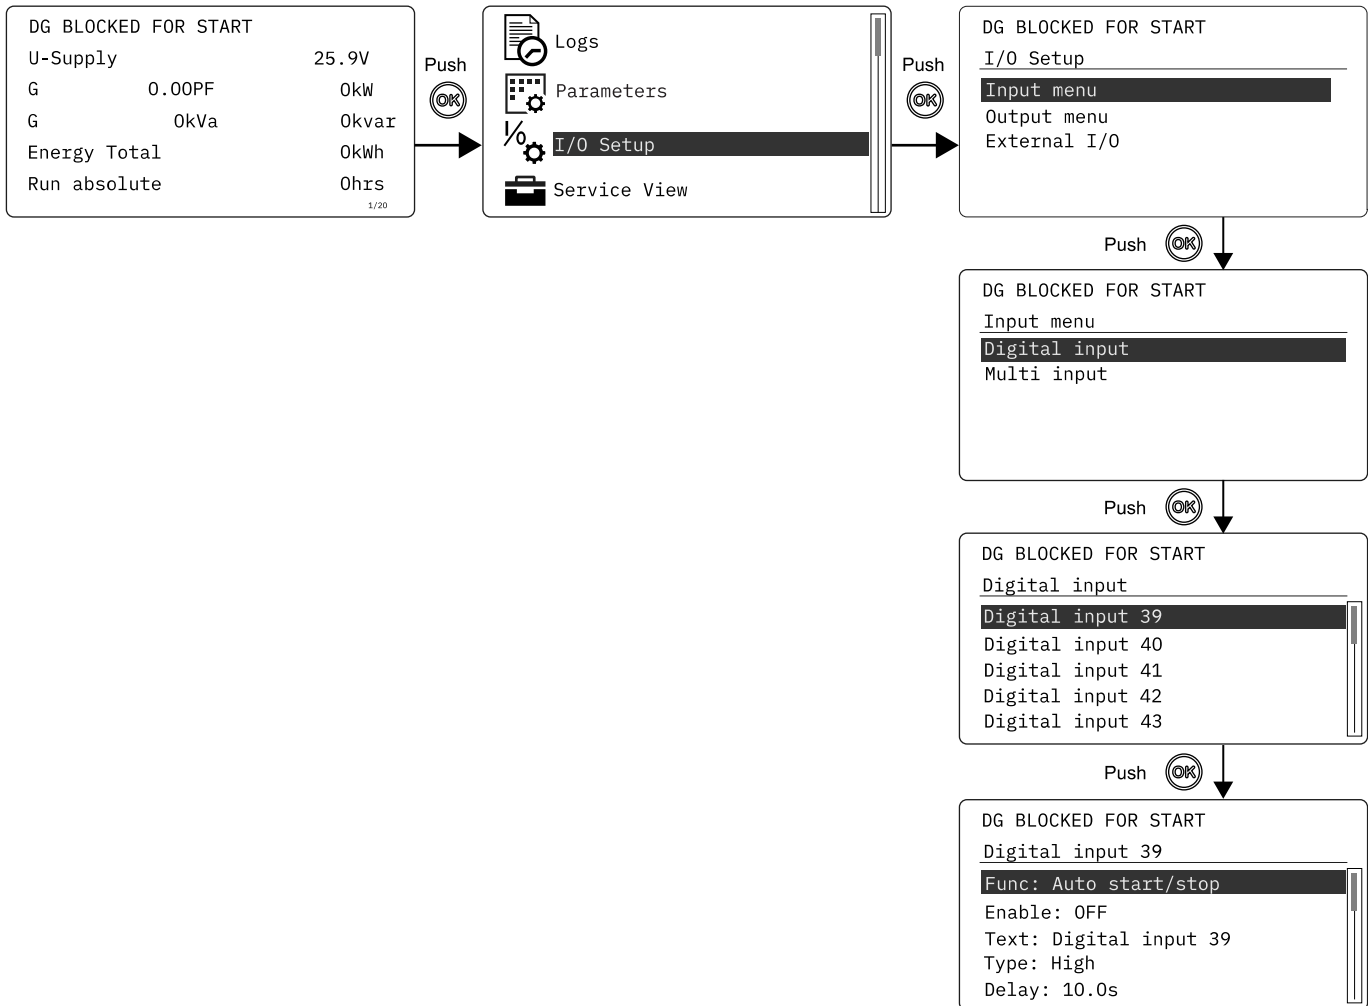 DG BLOCKED FOR START
U-Supply 25.9V
G 0.00PF 0kW
G 0kVa 0kvar
Energy Total 0kWh
Run absolute 0hrs
1/20
Push
OK
Logs
Parameters
I/O
I/O Setup
Service View
Push
OK
DG BLOCKED FOR START
I/O Setup
Input menu
Output menu
External I/O
Push OK
DG BLOCKED FOR START
Input menu
Digital input
Multi input
Push OK
DG BLOCKED FOR START
Digital input
Digital input 39
Digital input 40
Digital input 41
Digital input 42
Digital input 43
Push OK
DG BLOCKED FOR START
Digital input 39
Func: Auto start/stop
Enable: OFF
Text: Digital input 39
Type: High
Delay: 10.0s